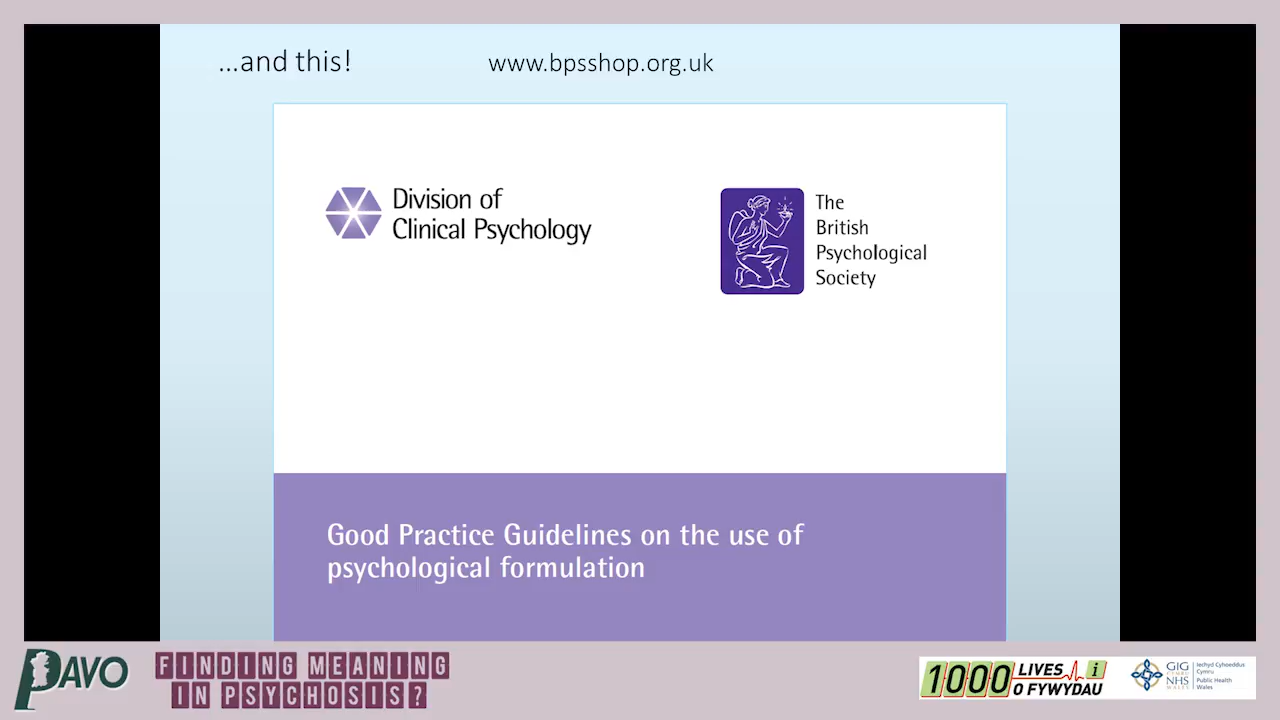 ...and this!
www.bpsshop.org.uk
Division of
Clinical Psychology
The
British
Psychological
Society
Good Practice Guidelines on the use of
psychological formulation
PAVO
FINDING MEANING
IN PSYCHOSIS?
1000 LIVES
O FYWYDAU
i
GIG
CYMRU
NHS
WALES
Iechyd Cyhoeddus
Cymru
Public Health
Wales